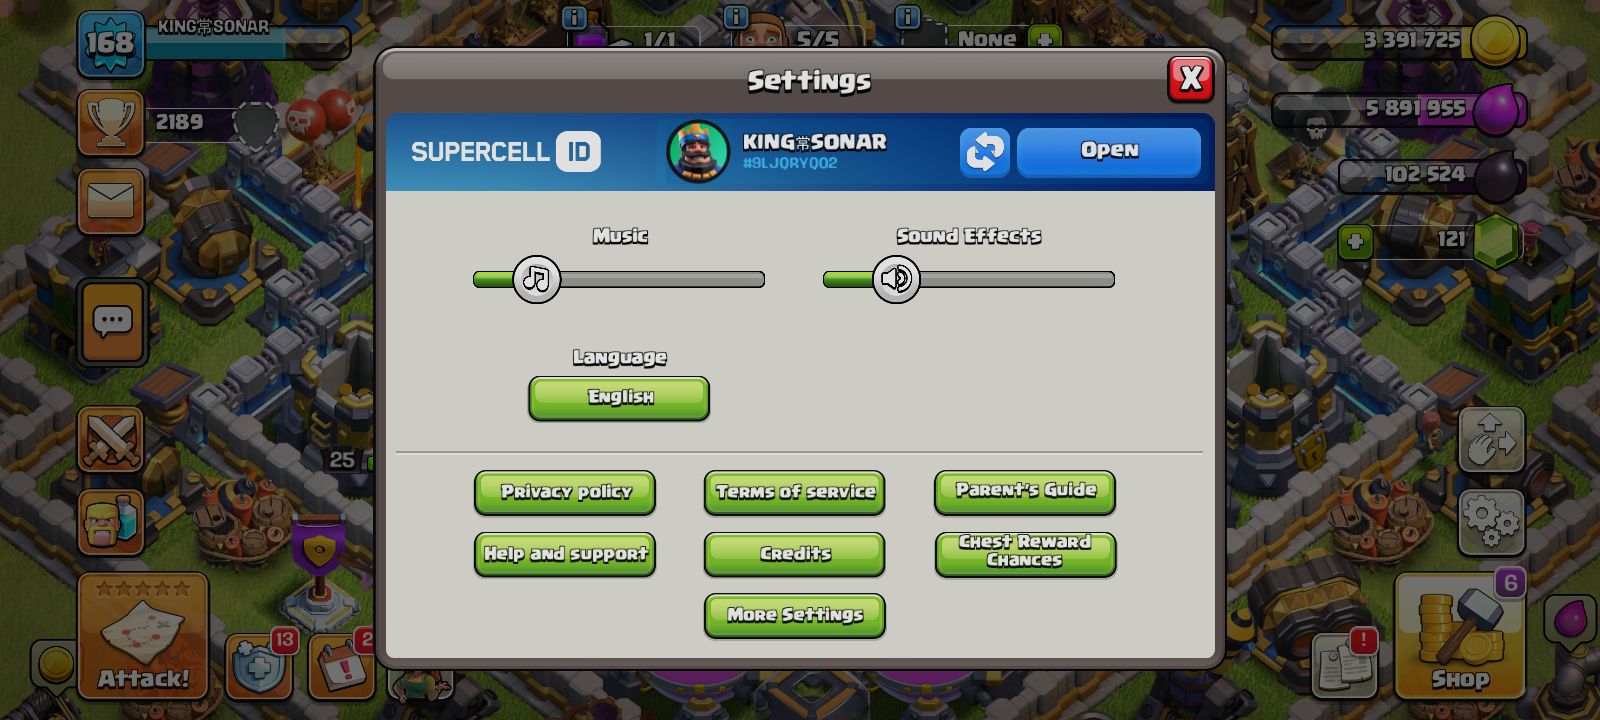 168
KING常SONAR
1/1
5/5
None
3 391 725
2189
5 891 955
102 524
121
Settings
X
SUPERCELL ID
KING常SONAR
#9LJQRYQ02
Open
Music
Sound Effects
Language
English
25
Privacy policy
Terms of service
Parent's Guide
Help and support
Credits
Chest Reward
Chances
More Settings
Attack!
13
2
!
6
Shop